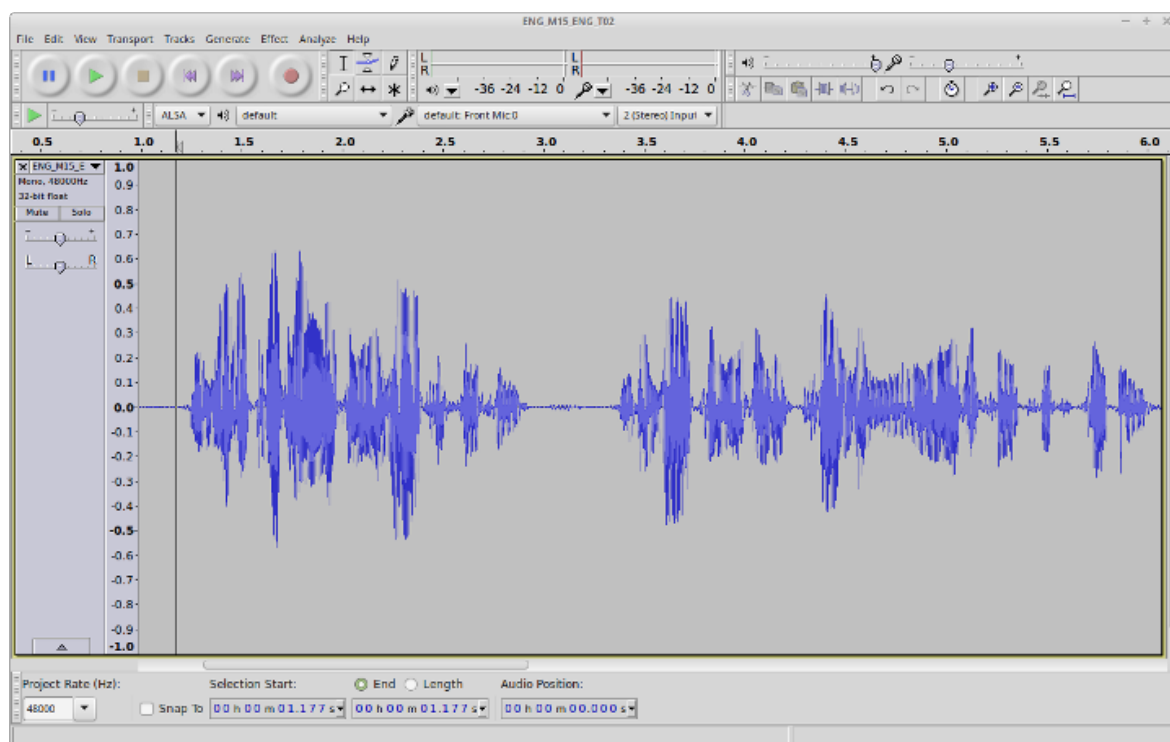 ENG_M15_ENG_T02
File Edit View Transport Tracks Generate Effect Analyze Help
L
R
L
R
-36 -24 -12 0
-36 -24 -12 0
ALSA
default
default: Front Mic:0
2 (Stereo) Input
0.5 1.0 1.5 2.0 2.5 3.0 3.5 4.0 4.5 5.0 5.5 6.0
ENG_M15_E
Mono, 48000Hz
32-bit float
Mute Solo
- +
L R
1.0
0.9
0.8
0.7
0.6
0.5
0.4
0.3
0.2
0.1
0.0
-0.1
-0.2
-0.3
-0.4
-0.5
-0.6
-0.7
-0.8
-0.9
-1.0
Project Rate (Hz): Selection Start: End Length Audio Position:
48000 Snap To 00 h 00 m 01.177 s 00 h 00 m 01.177 s 00 h 00 m 00.000 s